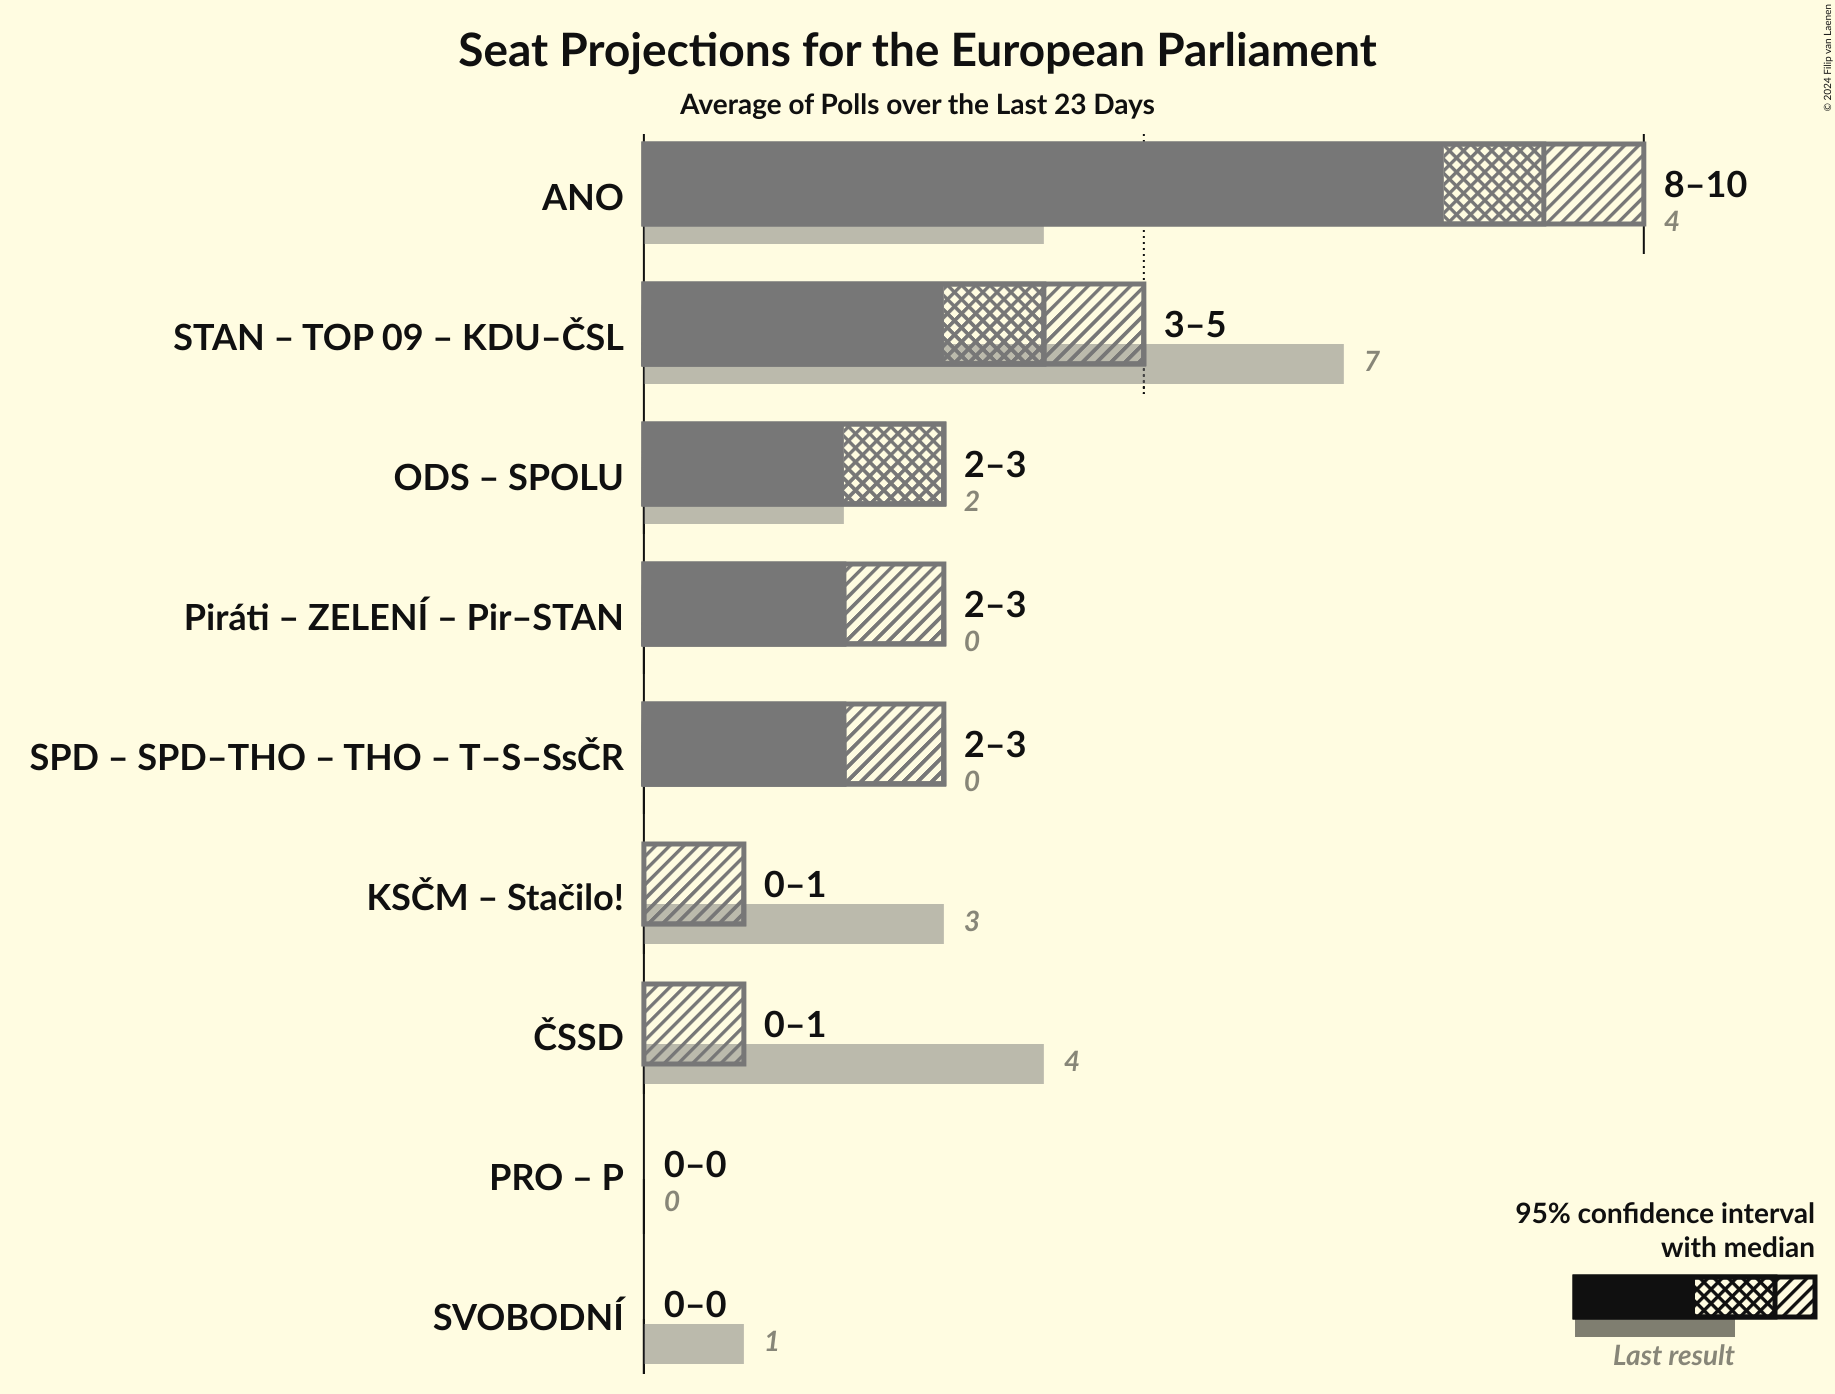 Seat Projections for the European Parliament
Average of Polls over the Last 23 Days
© 2024 Filip van Laenen
ANO
8–10
4
STAN – TOP 09 – KDU–ČSL
3–5
7
ODS – SPOLU
2–3
2
Piráti – ZELENÍ – Pir–STAN
2–3
0
SPD – SPD–THO – THO – T–S–SsČR
2–3
0
KSČM – Stačilo!
0–1
3
ČSSD
0–1
4
PRO – P
0–0
0
SVOBODNÍ
0–0
1
95% confidence interval
with median
Last result